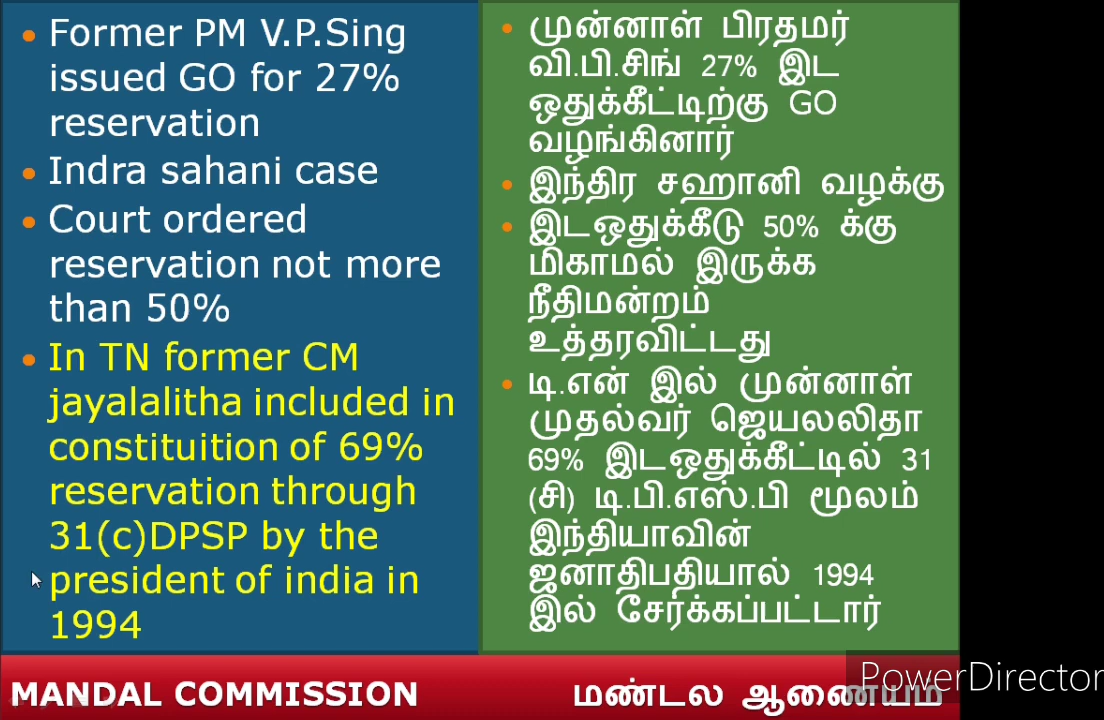 Former PM V.P.Sing
issued GO for 27%
reservation
Indra sahani case
Court ordered
reservation not more
than 50%
In TN former CM
jayalalitha included in
constituition of 69%
reservation through
31(c)DPSP by the
president of india in
1994
முன்னாள் பிரதமர்
வி.பி.சிங் 27% இட
ஒதுக்கீட்டிற்கு GO
வழங்கினார்
இந்திர சஹானி வழக்கு
இடஒதுக்கீடு 50% க்கு
மிகாமல் இருக்க
நீதிமன்றம்
உத்தரவிட்டது
டி.என் இல் முன்னாள்
முதல்வர் ஜெயலலிதா
69% இடஒதுக்கீட்டில் 31
(சி) டி.பி.எஸ்.பி மூலம்
இந்தியாவின்
ஜனாதிபதியால் 1994
இல் சேர்க்கப்பட்டார்
MANDAL COMMISSION
மண்டல ஆணையம்
PowerDirector